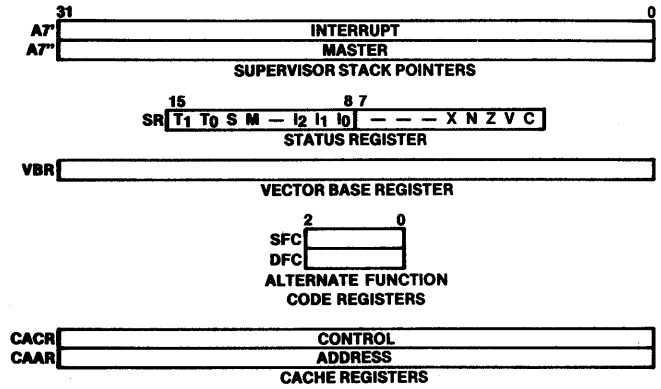 31 0
A7' INTERRUPT
A7" MASTER
SUPERVISOR STACK POINTERS
15 8 7
SR T1 T0 S M — I2 I1 I0 — — — X N Z V C
STATUS REGISTER
VBR
VECTOR BASE REGISTER
2 0
SFC
DFC
ALTERNATE FUNCTION
CODE REGISTERS
CACR CONTROL
CAAR ADDRESS
CACHE REGISTERS